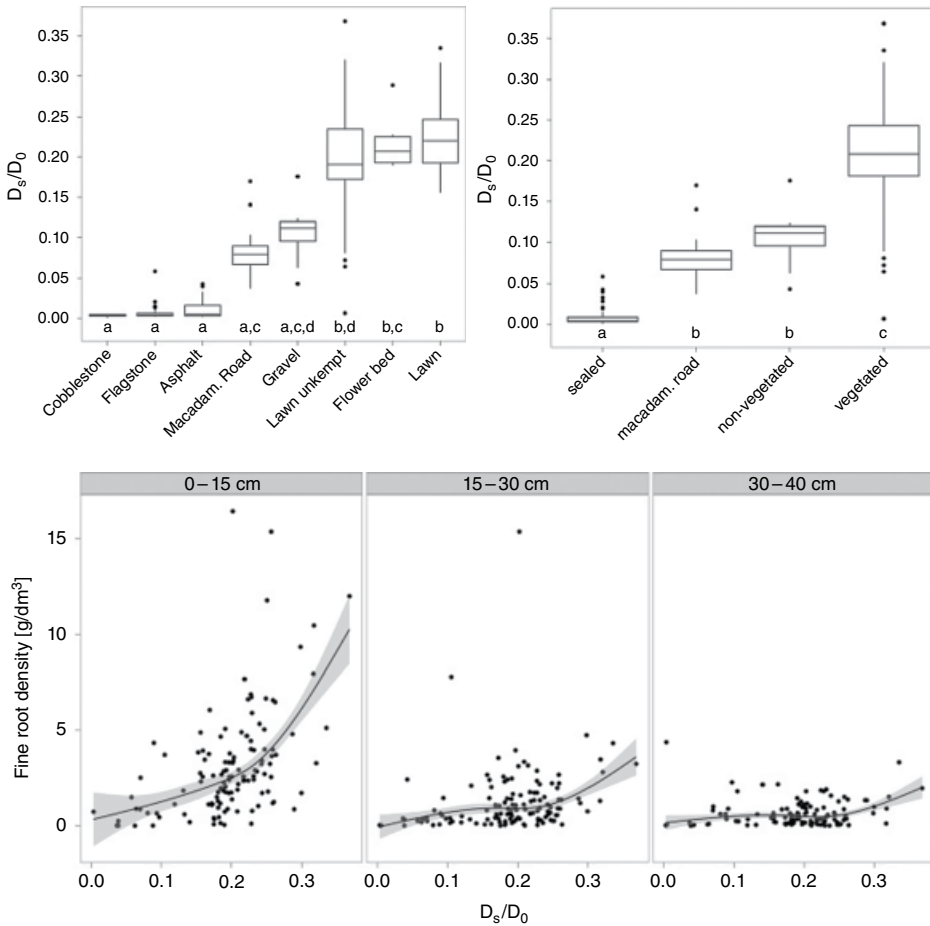 0.35
0.30
0.25
0.20
0.15
0.10
0.05
0.00
Ds/D0
a
a
a
a,c
a,c,d
b,d
b,c
b
Cobblestone
Flagstone
Asphalt
Macadam. Road
Gravel
Lawn unkempt
Flower bed
Lawn
0.35
0.30
0.25
0.20
0.15
0.10
0.05
0.00
Ds/D0
a
b
b
c
sealed
macadam. road
non-vegetated
vegetated
0–15 cm
15–30 cm
30–40 cm
15
10
5
0
Fine root density [g/dm³]
0.0 0.1 0.2 0.3
0.0 0.1 0.2 0.3
0.0 0.1 0.2 0.3
Ds/D0